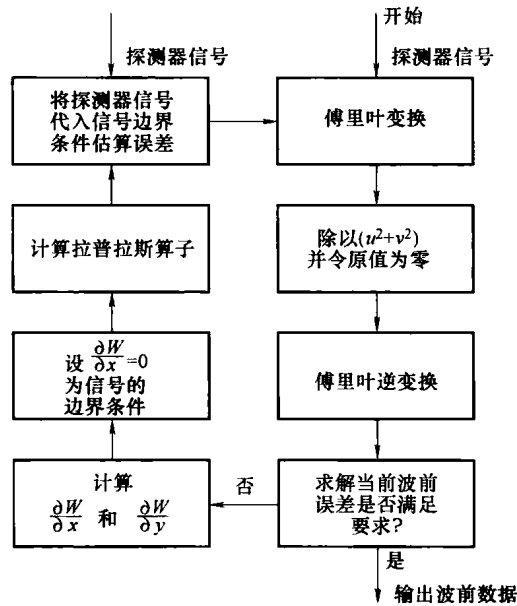 开始
探测器信号
探测器信号
将探测器信号
代入信号边界
条件估算误差
傅里叶变换
计算拉普拉斯算子
除以(u²+v²)
并令原值为零
设 ∂W/∂x=0
为信号的
边界条件
傅里叶逆变换
计算
∂W/∂x 和 ∂W/∂y
否
求解当前波前
误差是否满足
要求?
是
输出波前数据